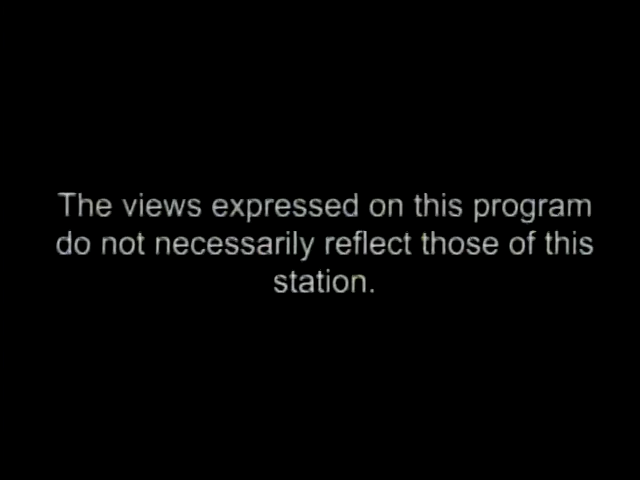 The views expressed on this program
do not necessarily reflect those of this
station.